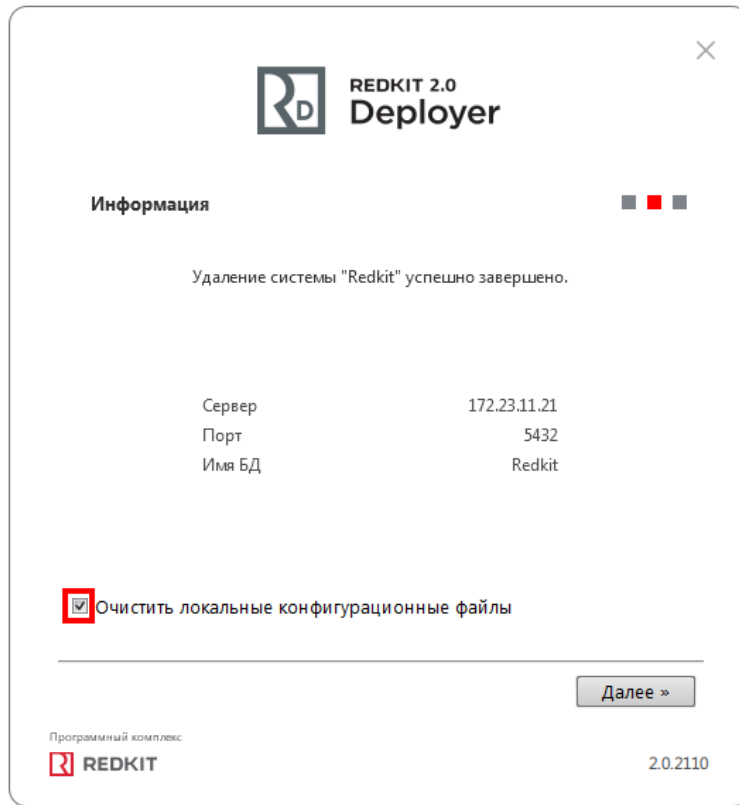 RD
REDKIT 2.0
Deployer
Информация
Удаление системы "Redkit" успешно завершено.
Сервер 172.23.11.21
Порт 5432
Имя БД Redkit
Очистить локальные конфигурационные файлы
Далее »
Программный комплекс
REDKIT
2.0.2110